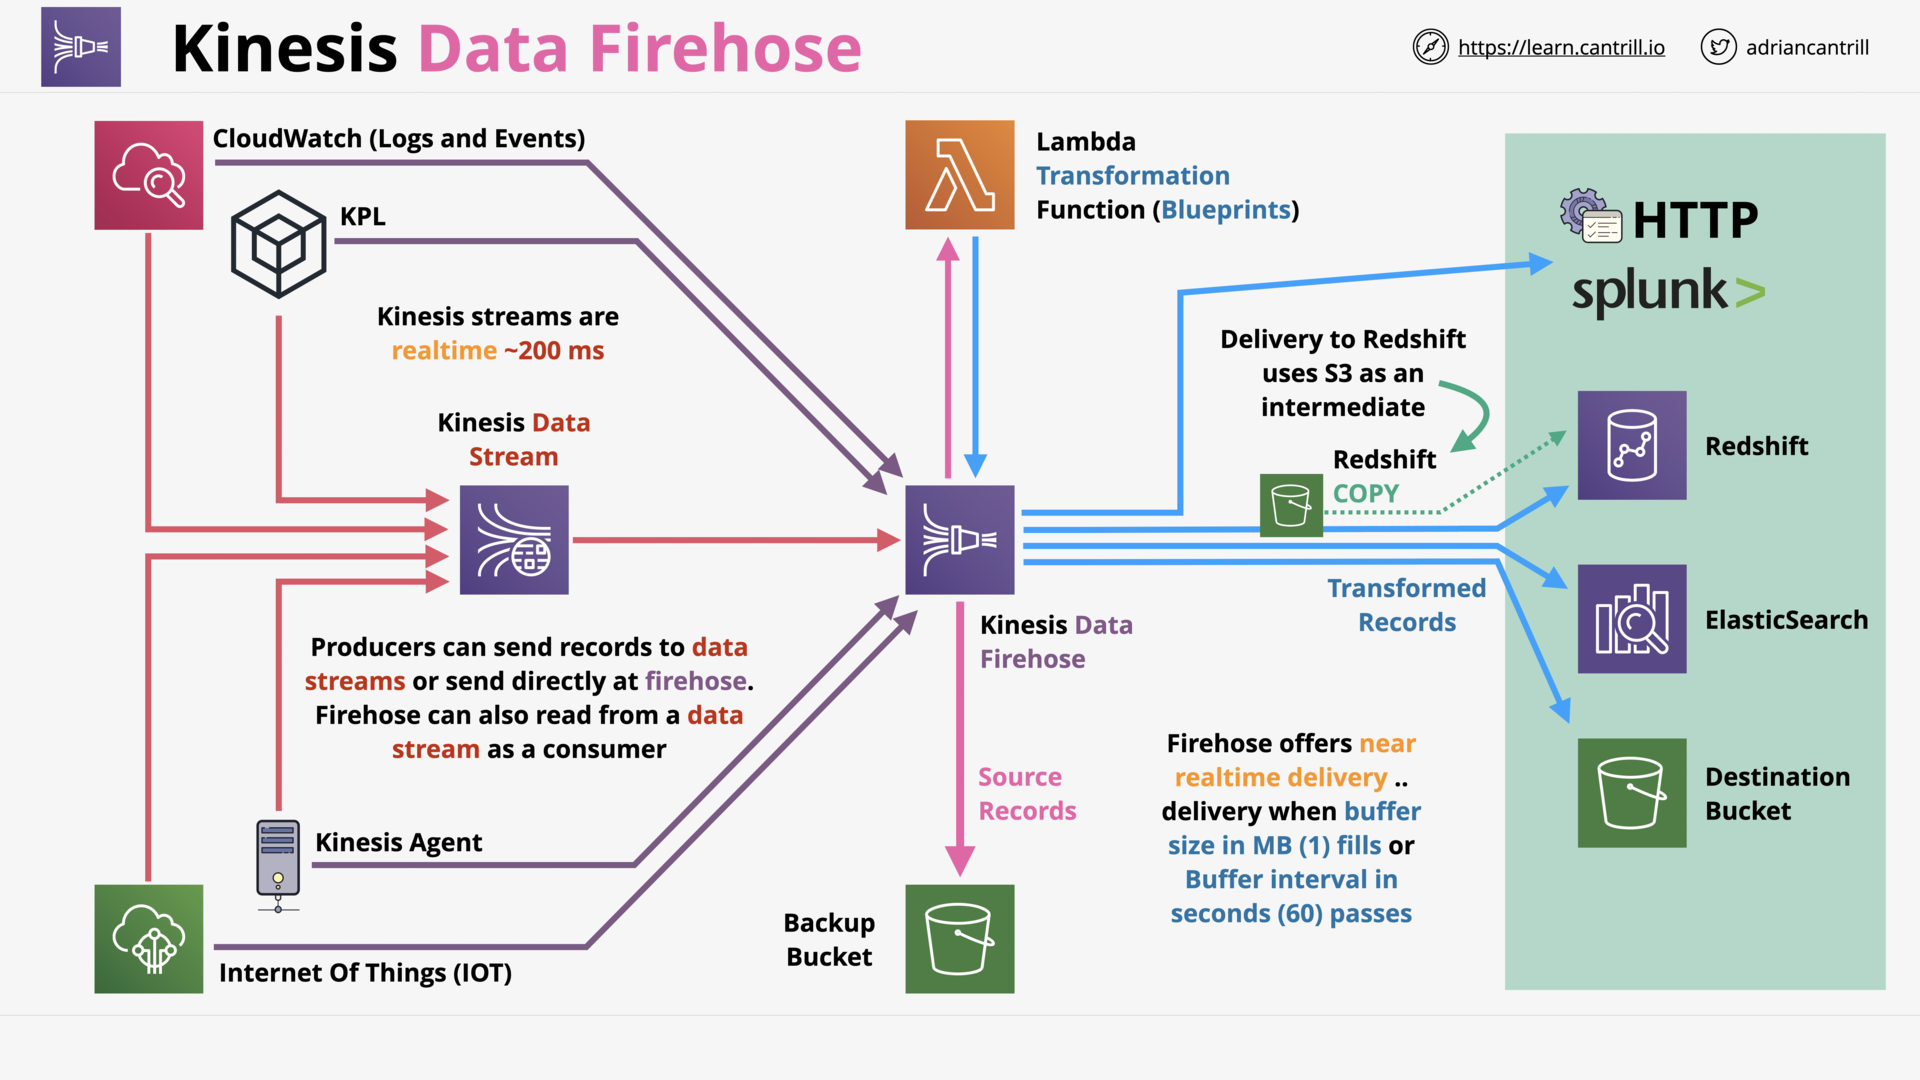 Kinesis Data Firehose
https://learn.cantrill.io
adriancantrill
CloudWatch (Logs and Events)
KPL
Kinesis streams are
realtime ~200 ms
Kinesis Data
Stream
Producers can send records to data
streams or send directly at firehose.
Firehose can also read from a data
stream as a consumer
Kinesis Agent
Internet Of Things (IOT)
Lambda
Transformation
Function (Blueprints)
Kinesis Data
Firehose
Source
Records
Backup
Bucket
Delivery to Redshift
uses S3 as an
intermediate
Redshift
COPY
Transformed
Records
Firehose offers near
realtime delivery ..
delivery when buffer
size in MB (1) fills or
Buffer interval in
seconds (60) passes
HTTP
splunk>
Redshift
ElasticSearch
Destination
Bucket